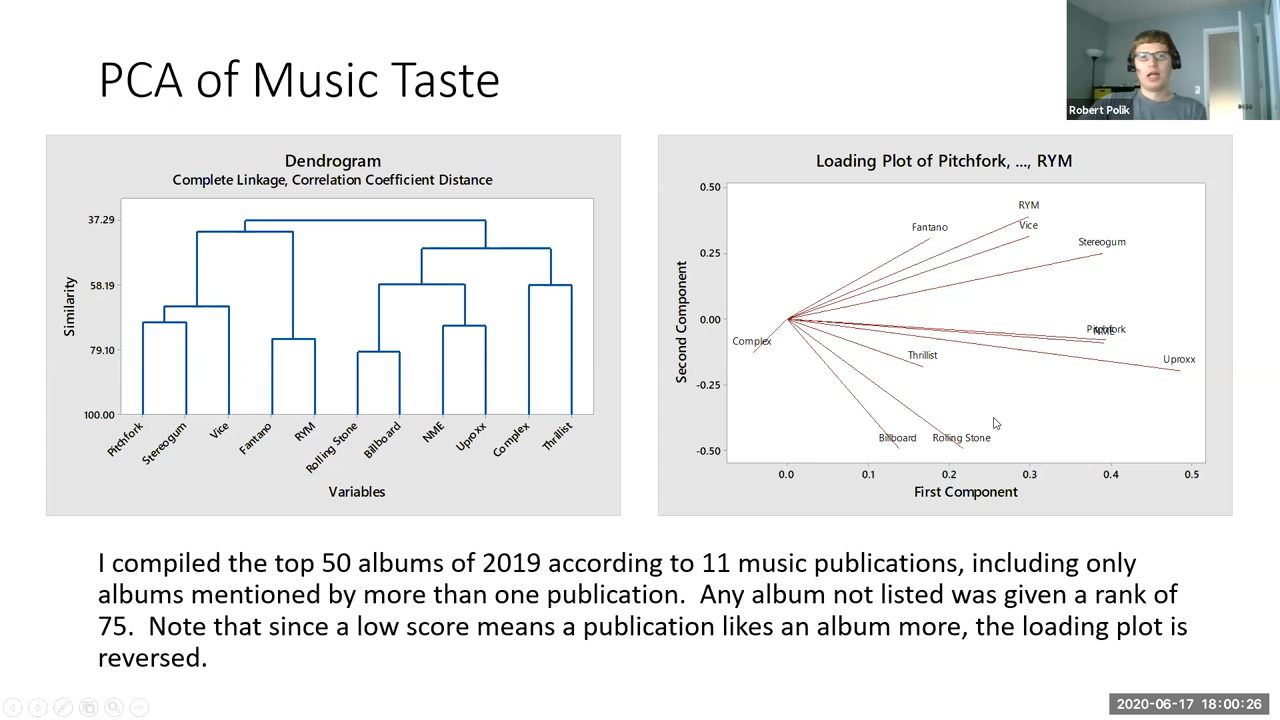 PCA of Music Taste
Robert Polik
Dendrogram
Complete Linkage, Correlation Coefficient Distance
37.29
58.19
79.10
100.00
Similarity
Pitchfork
Stereogum
Vice
Fantano
RYM
Rolling Stone
Billboard
NME
Uproxx
Complex
Thrillist
Variables
Loading Plot of Pitchfork, ..., RYM
0.50
0.25
0.00
-0.25
-0.50
Second Component
RYM
Vice
Fantano
Stereogum
Pitchfork
NME
Complex
Thrillist
Uproxx
Billboard
Rolling Stone
0.0 0.1 0.2 0.3 0.4 0.5
First Component
I compiled the top 50 albums of 2019 according to 11 music publications, including only
albums mentioned by more than one publication. Any album not listed was given a rank of
75. Note that since a low score means a publication likes an album more, the loading plot is
reversed.
2020-06-17 18:00:26